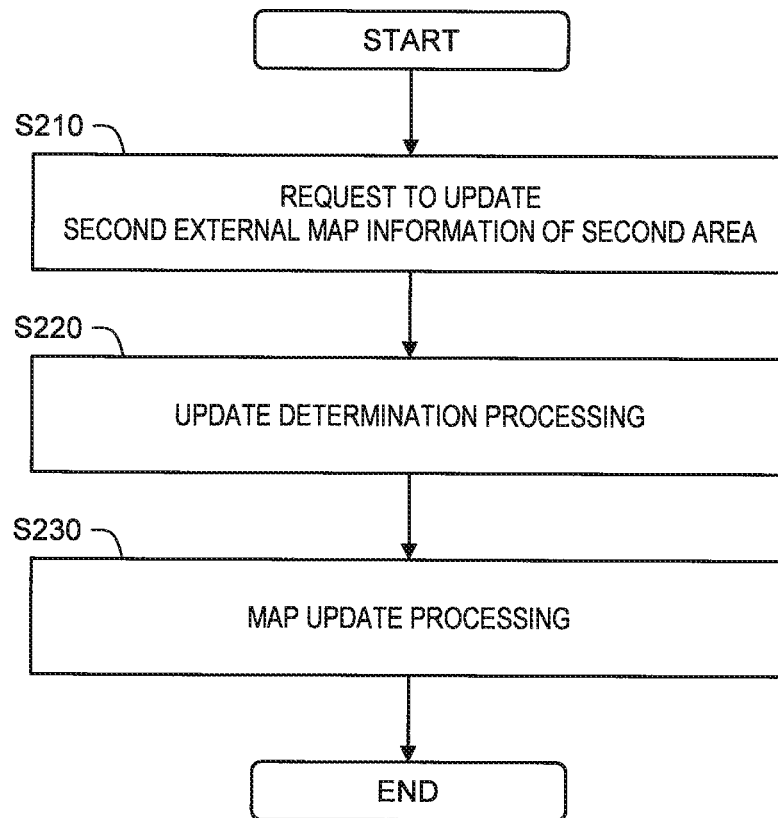 START
S210
REQUEST TO UPDATE
SECOND EXTERNAL MAP INFORMATION OF SECOND AREA
S220
UPDATE DETERMINATION PROCESSING
S230
MAP UPDATE PROCESSING
END